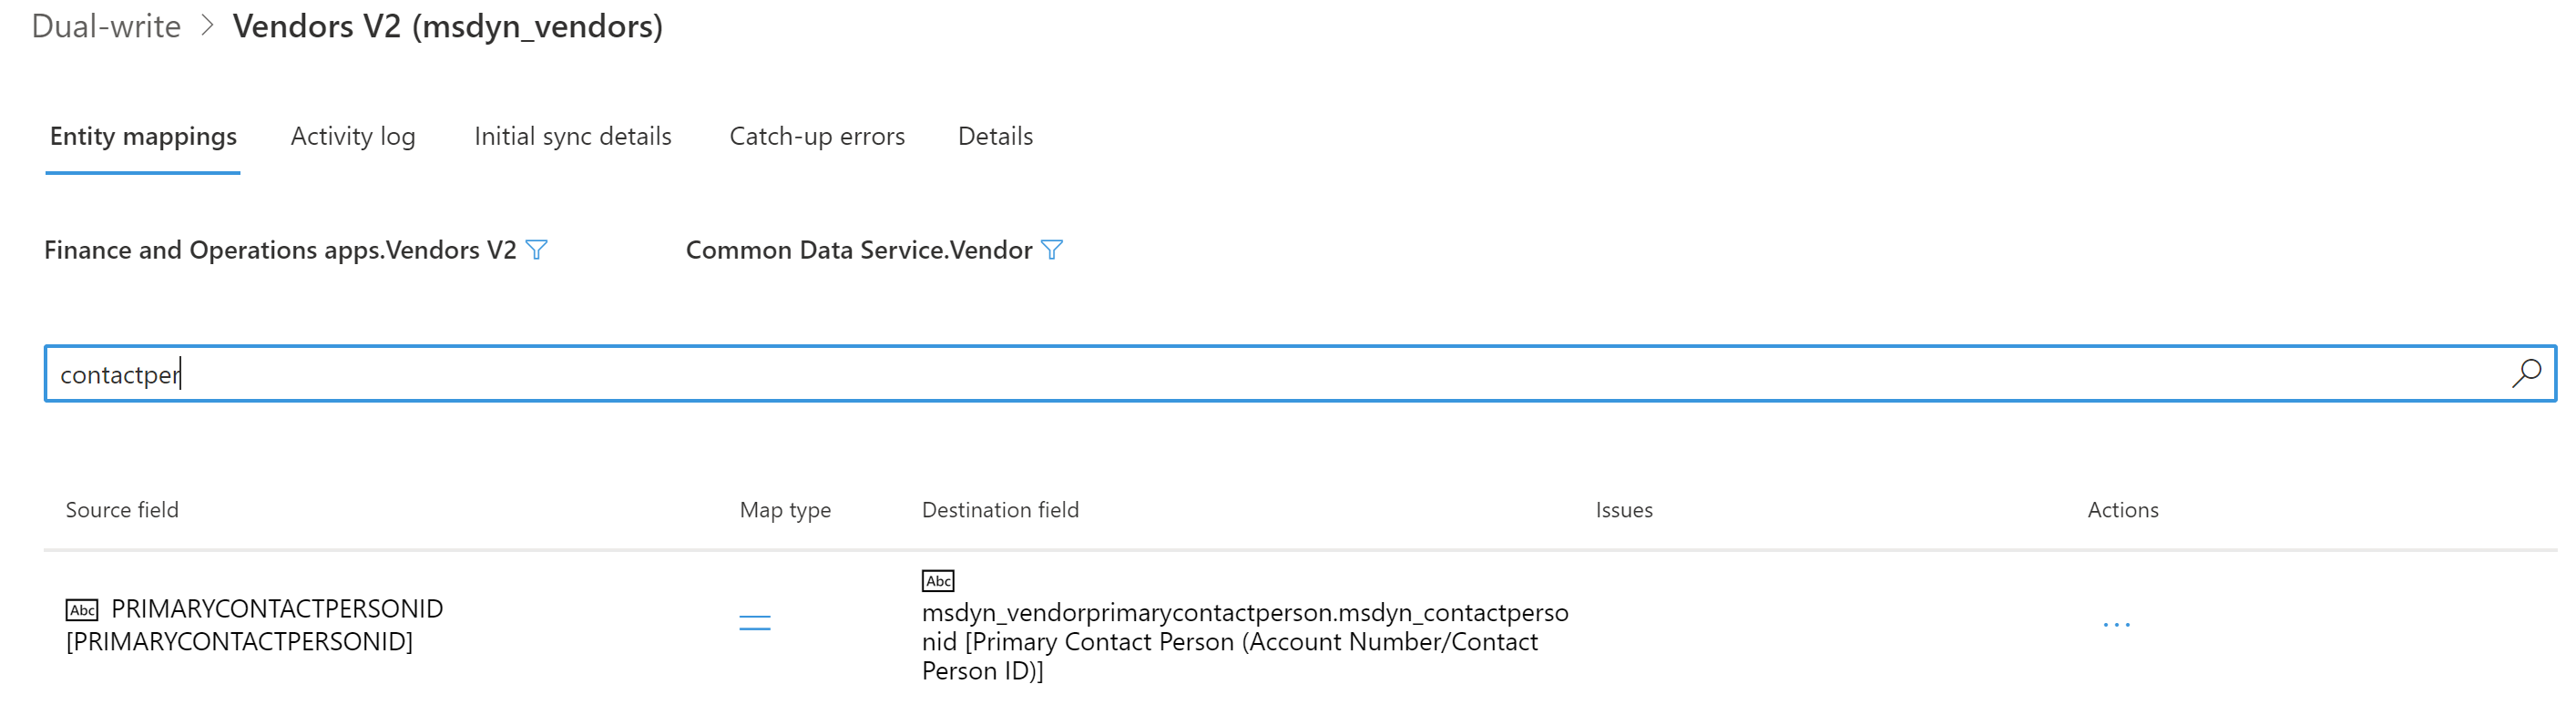 Dual-write > Vendors V2 (msdyn_vendors)
Entity mappings Activity log Initial sync details Catch-up errors Details
Finance and Operations apps.Vendors V2 Common Data Service.Vendor
contactper
Source field Map type Destination field Issues Actions
Abc
Abc PRIMARYCONTACTPERSONID
[PRIMARYCONTACTPERSONID]
=
msdyn_vendorprimarycontactperson.msdyn_contactperso
nid [Primary Contact Person (Account Number/Contact
Person ID)]
...